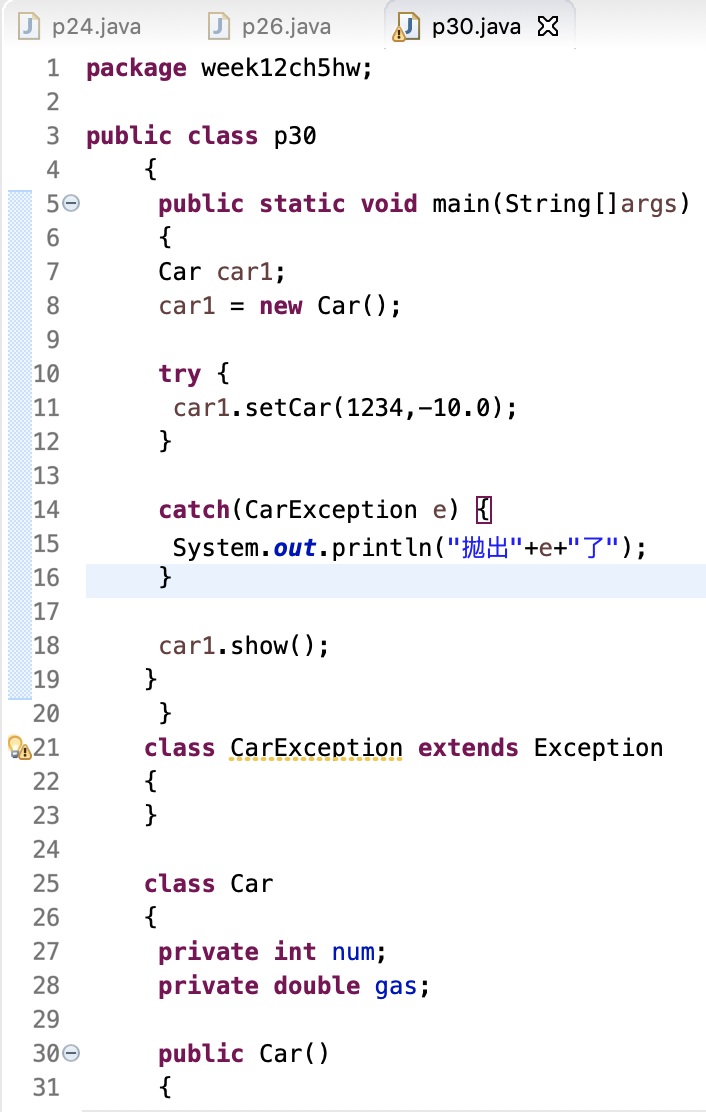 p24.java p26.java p30.java
1 package week12ch5hw;
2
3 public class p30
4 {
5 public static void main(String[]args)
6 {
7 Car car1;
8 car1 = new Car();
9
10 try {
11 car1.setCar(1234,-10.0);
12 }
13
14 catch(CarException e) {
15 System.out.println("拋出"+e+"了");
16 }
17
18 car1.show();
19 }
20 }
21 class CarException extends Exception
22 {
23 }
24
25 class Car
26 {
27 private int num;
28 private double gas;
29
30 public Car()
31 {